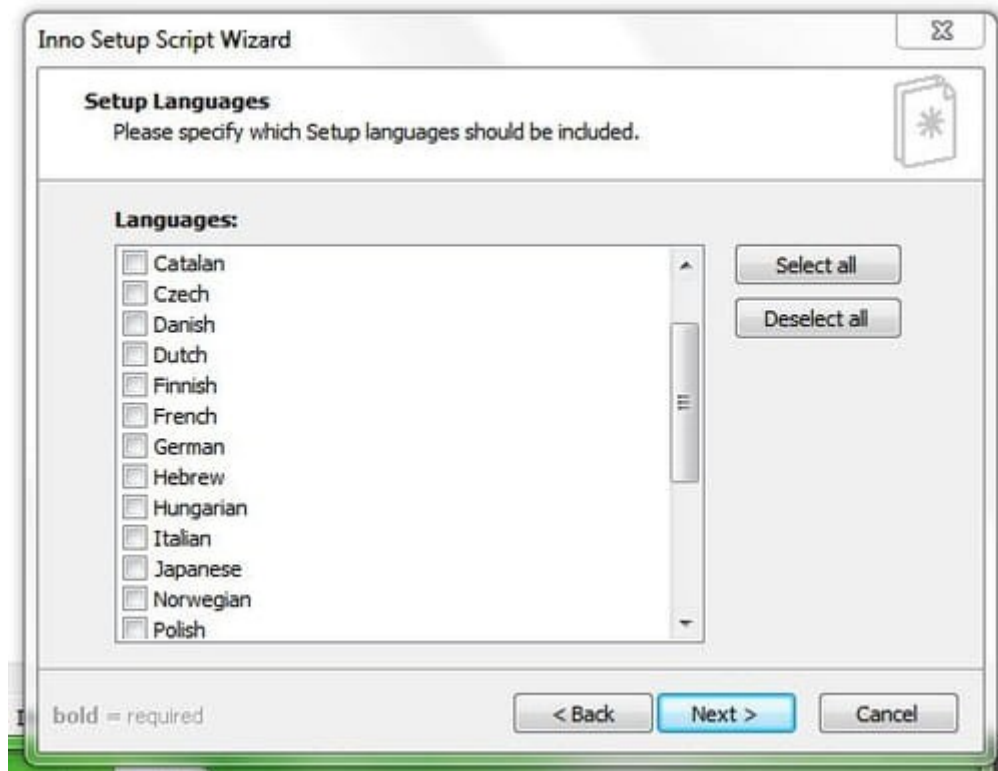 Inno Setup Script Wizard
Setup Languages
Please specify which Setup languages should be included.
Languages:
Catalan
Czech
Danish
Dutch
Finnish
French
German
Hebrew
Hungarian
Italian
Japanese
Norwegian
Polish
Select all
Deselect all
bold = required
< Back
Next >
Cancel